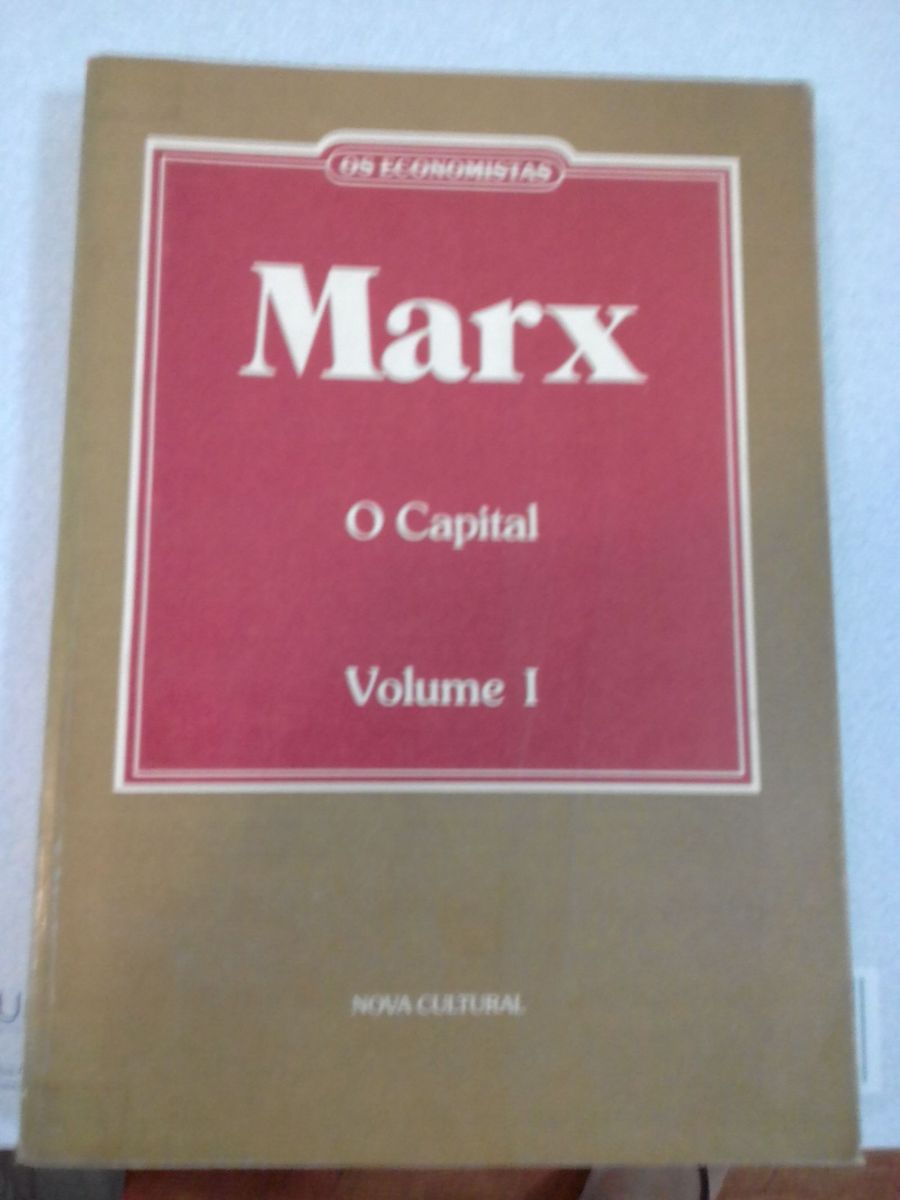 OS ECONOMISTAS
Marx
O Capital
Volume I
NOVA CULTURAL
U